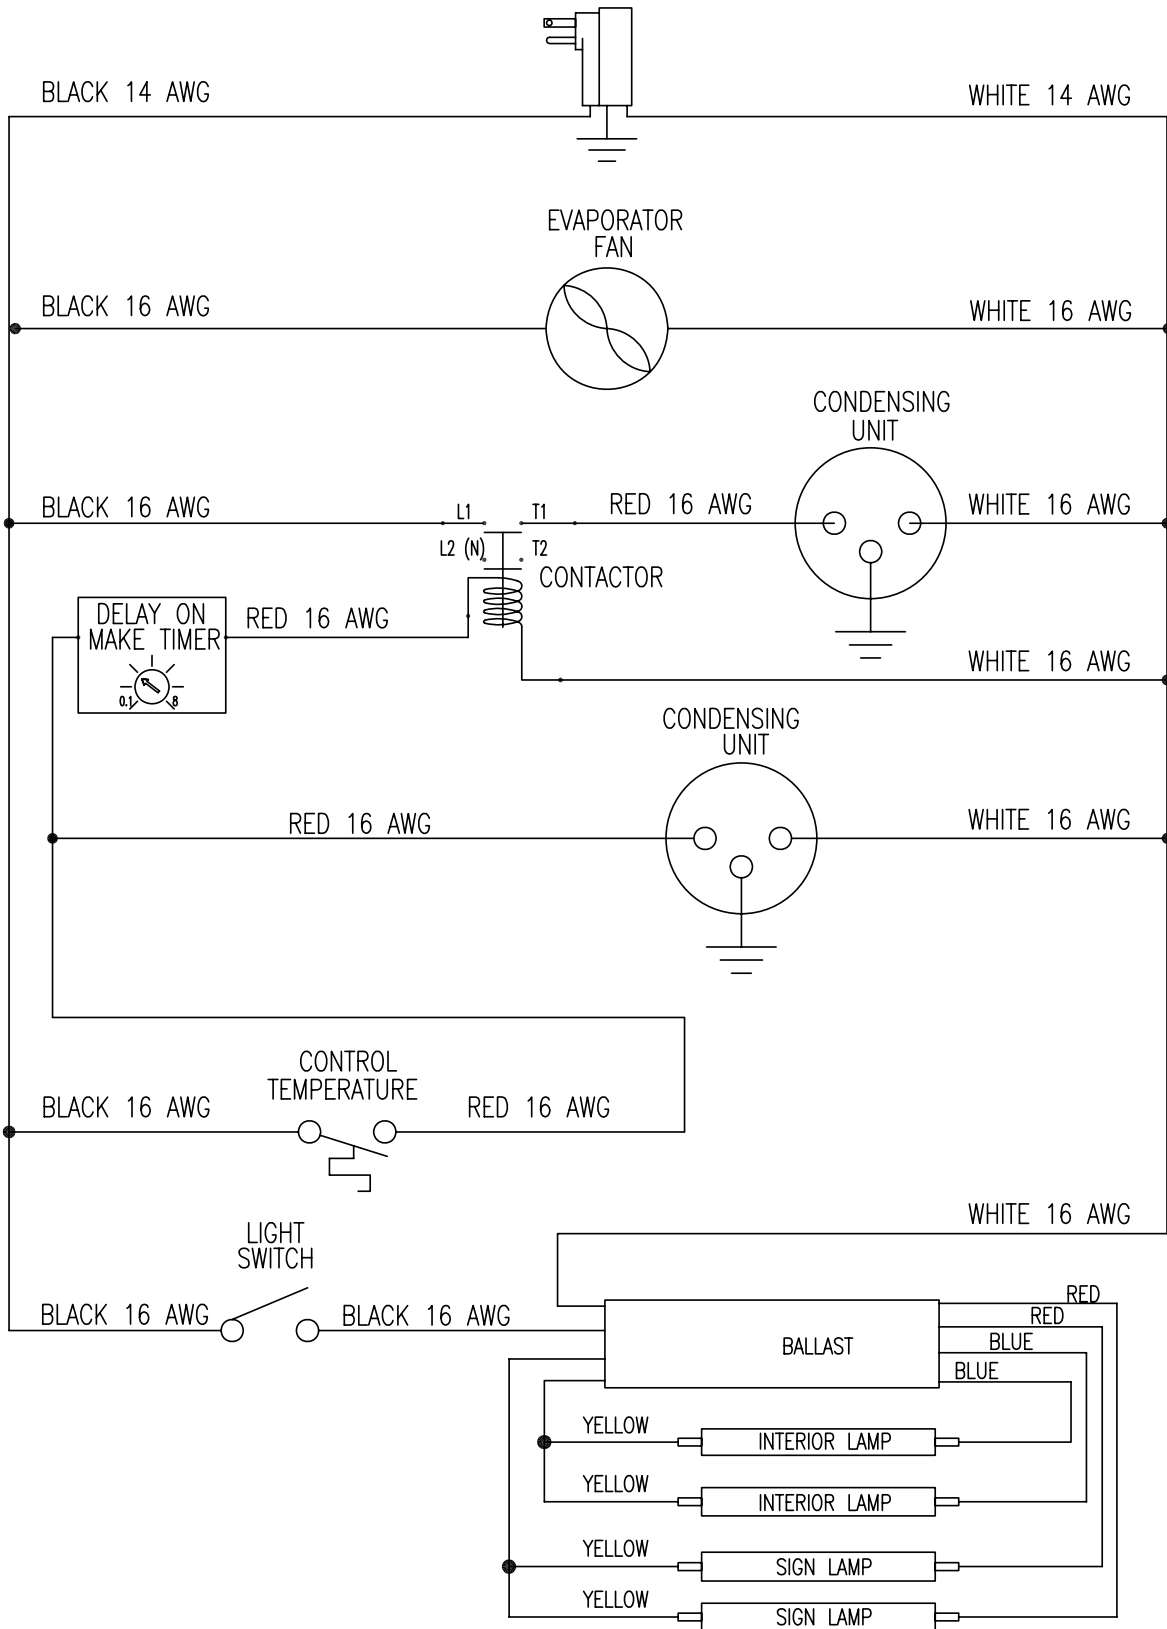 BLACK 14 AWG
WHITE 14 AWG
EVAPORATOR
FAN
BLACK 16 AWG
WHITE 16 AWG
CONDENSING
UNIT
BLACK 16 AWG
L1
T1
RED 16 AWG
WHITE 16 AWG
L2 (N)
T2
CONTACTOR
DELAY ON
MAKE TIMER
0.1
8
RED 16 AWG
WHITE 16 AWG
CONDENSING
UNIT
RED 16 AWG
WHITE 16 AWG
CONTROL
TEMPERATURE
BLACK 16 AWG
RED 16 AWG
WHITE 16 AWG
LIGHT
SWITCH
BLACK 16 AWG
BLACK 16 AWG
BALLAST
RED
RED
BLUE
BLUE
YELLOW
INTERIOR LAMP
YELLOW
INTERIOR LAMP
YELLOW
SIGN LAMP
YELLOW
SIGN LAMP